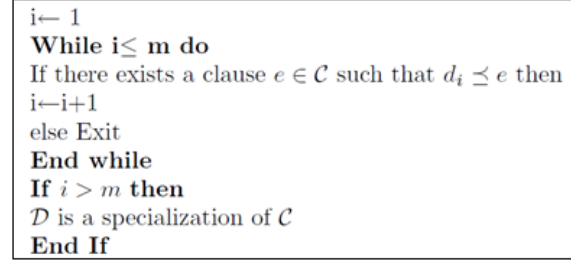 i← 1
While i≤ m do
If there exists a clause e ∈ 𝒞 such that dᵢ ⪯ e then
i←i+1
else Exit
End while
If i > m then
𝒟 is a specialization of 𝒞
End If